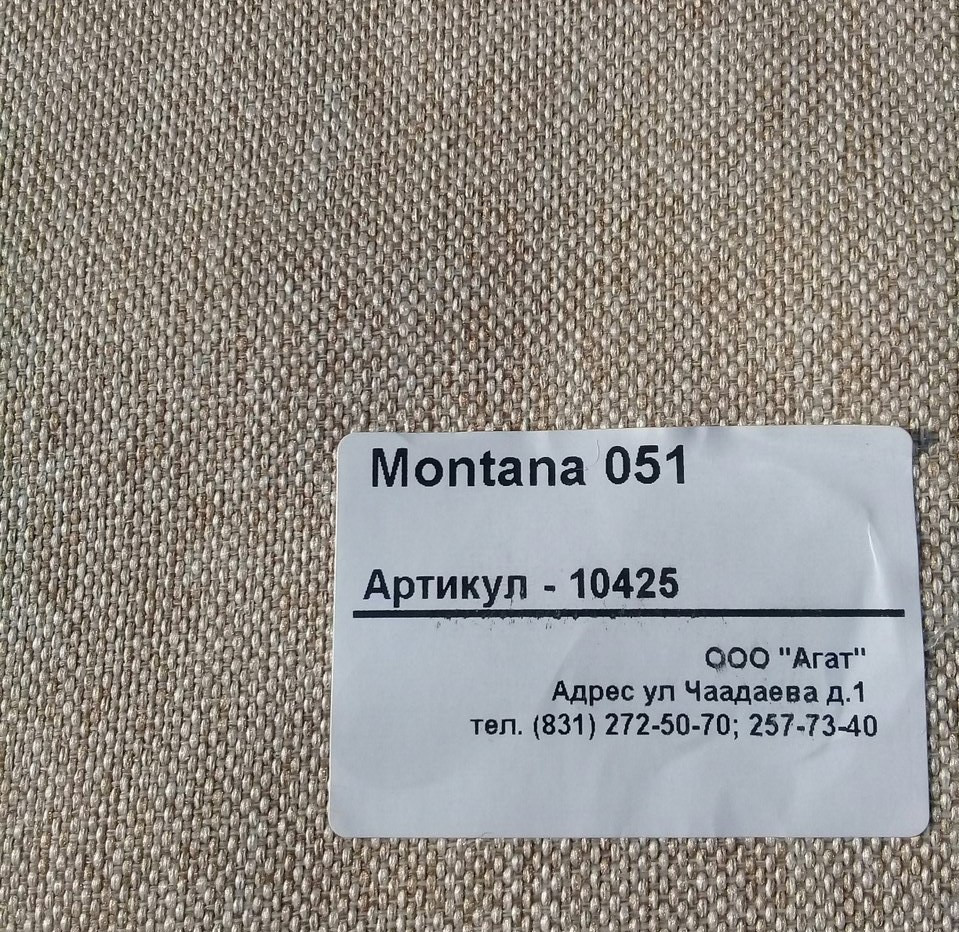 Montana 051
Артикул - 10425
ООО "Агат"
Адрес ул Чаадаева д.1
тел. (831) 272-50-70; 257-73-40